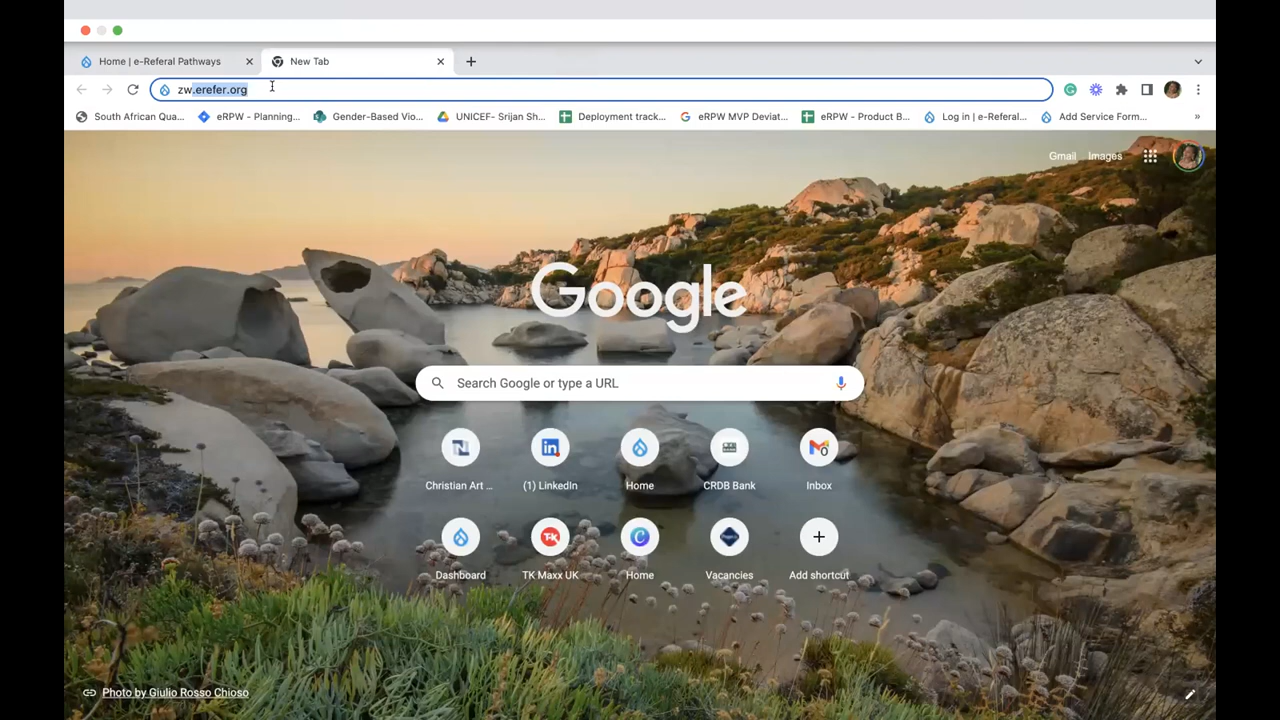 Home | e-Referal Pathways
New Tab
zw.erefer.org
South African Qua...
eRPW - Planning...
Gender-Based Vio...
UNICEF- Srijan Sh...
Deployment track...
eRPW MVP Deviat...
eRPW - Product B...
Log in | e-Referal...
Add Service Form...
»
Gmail
Images
Google
Search Google or type a URL
Christian Art ...
(1) LinkedIn
Home
CRDB Bank
Inbox
Dashboard
TK Maxx UK
Home
Vacancies
Add shortcut
Photo by Giulio Rosso Chioso